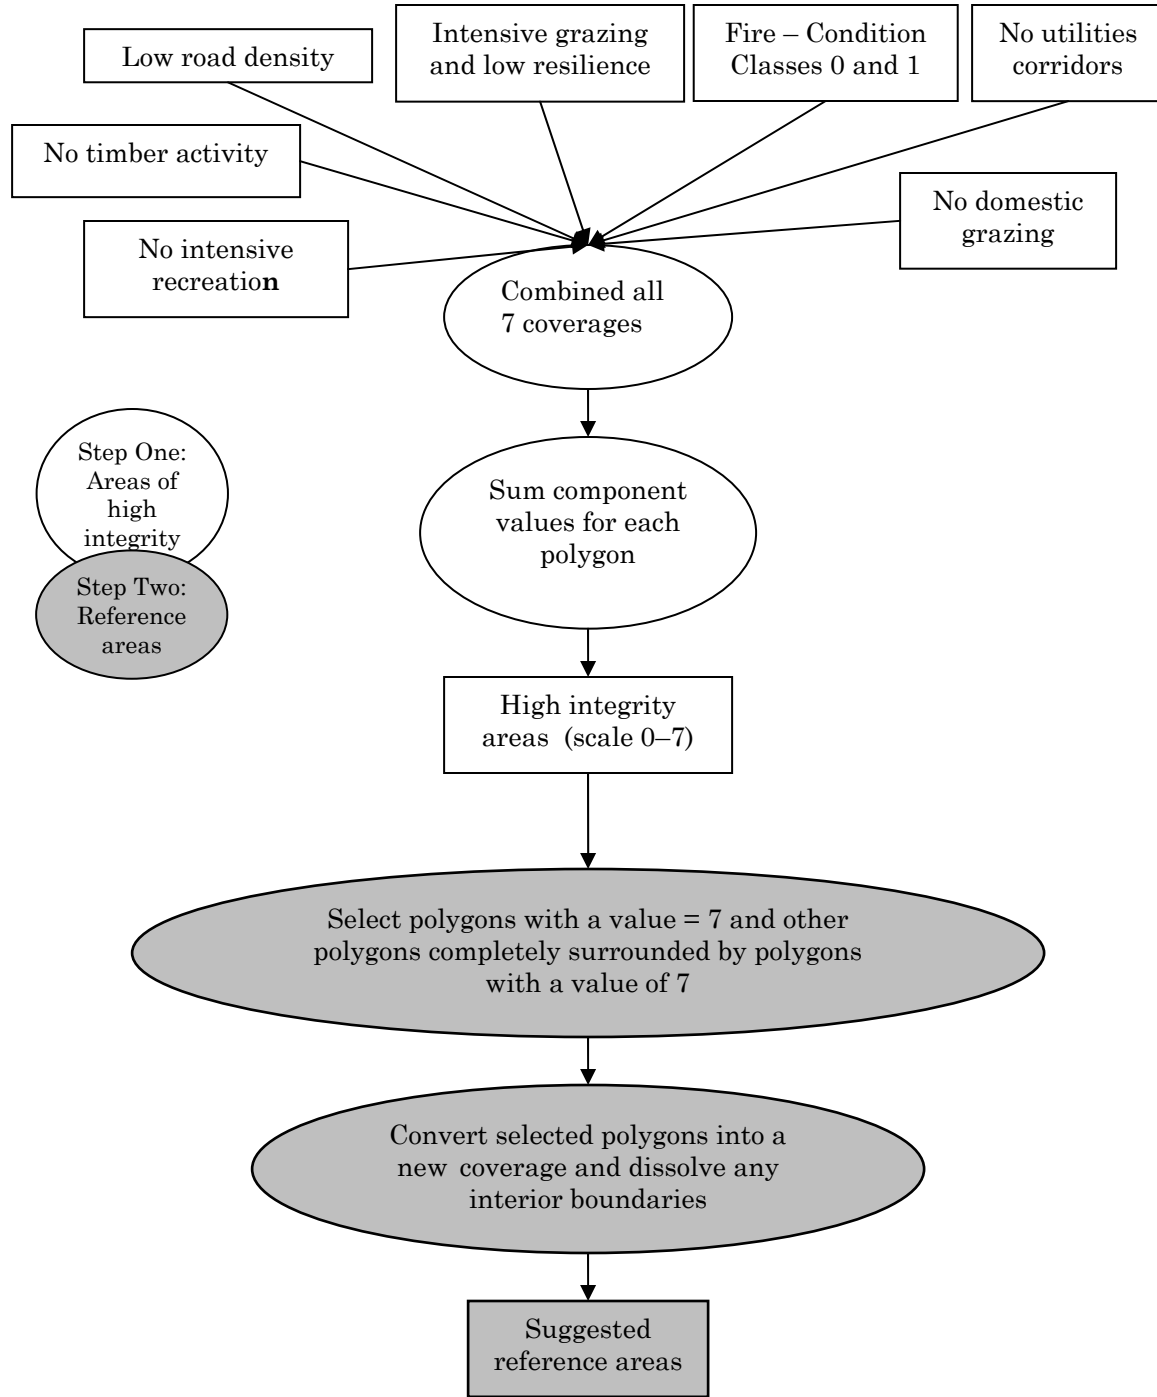 Low road density
Intensive grazing
and low resilience
Fire – Condition
Classes 0 and 1
No utilities
corridors
No timber activity
No domestic
grazing
No intensive
recreation
Combined all
7 coverages
Step One:
Areas of
high
integrity
Step Two:
Reference
areas
Sum component
values for each
polygon
High integrity
areas (scale 0–7)
Select polygons with a value = 7 and other
polygons completely surrounded by polygons
with a value of 7
Convert selected polygons into a
new coverage and dissolve any
interior boundaries
Suggested
reference areas